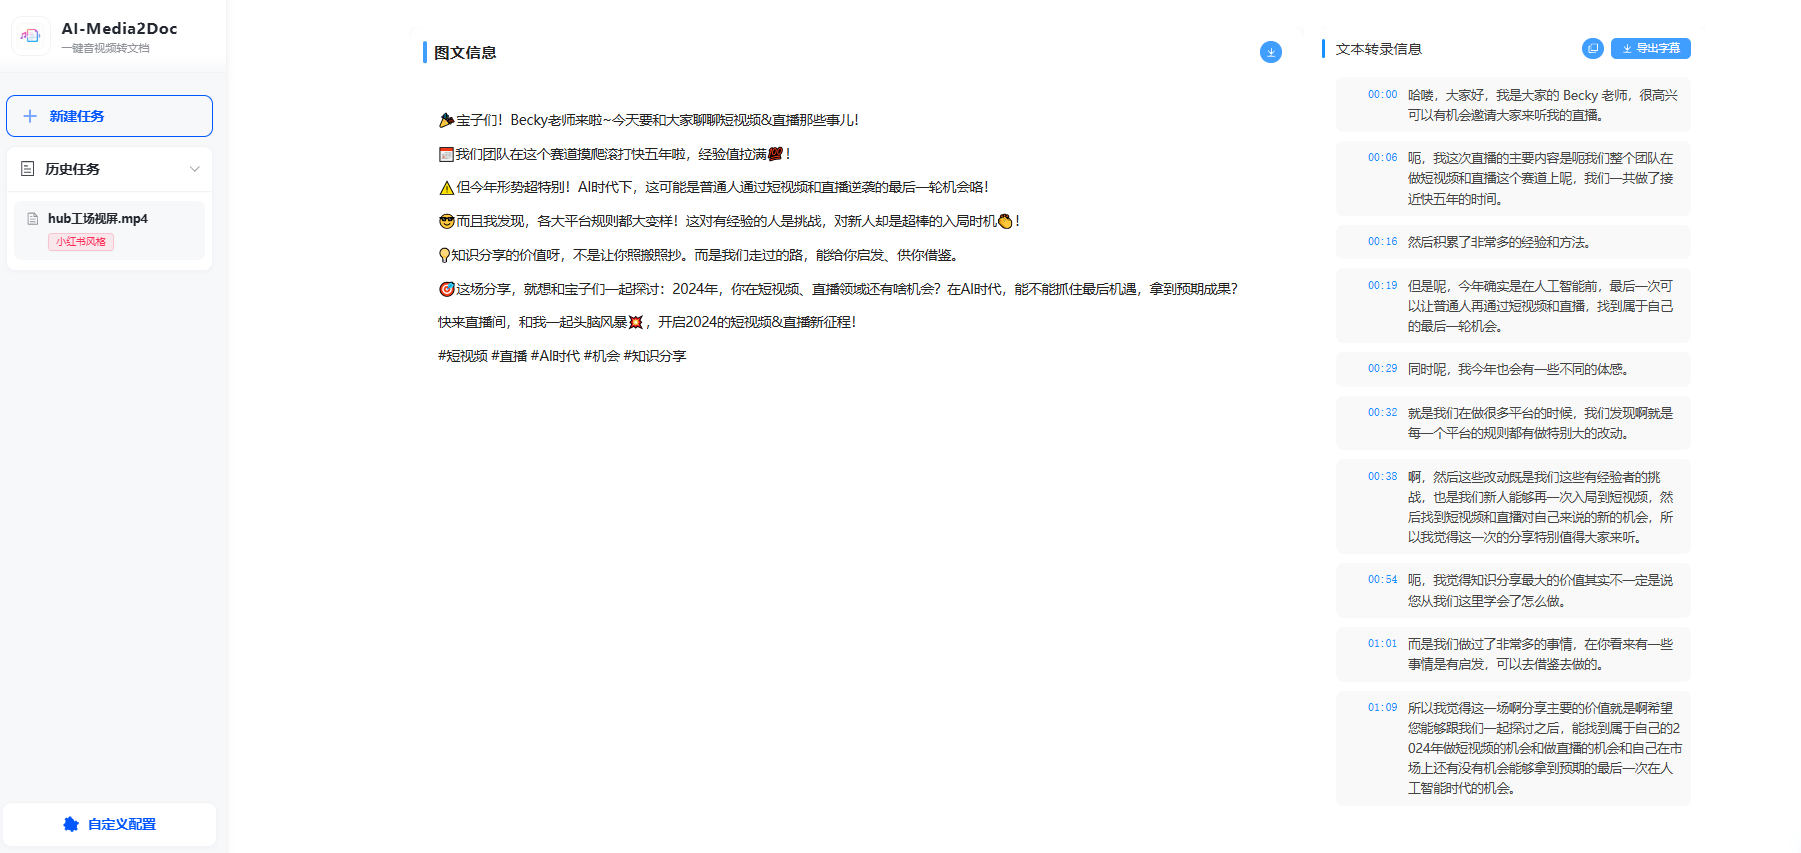 AI-Media2Doc
一键音视频转文档
新建任务
历史任务
hub工场视屏.mp4
小红书风格
自定义配置
图文信息
🎉宝子们！Becky老师来啦~今天要和大家聊聊短视频&直播那些事儿！
📅我们团队在这个赛道摸爬滚打快五年啦，经验值拉满💯！
⚠️但今年形势超特别！AI时代下，这可能是普通人通过短视频和直播逆袭的最后一轮机会咯！
😎而且我发现，各大平台规则都大变样！这对有经验的人是挑战，对新人却是超棒的入局时机👏！
💡知识分享的价值呀，不是让你照搬照抄。而是我们走过的路，能给你启发、供你借鉴。
🎯这场分享，就想和宝子们一起探讨：2024年，你在短视频、直播领域还有啥机会？在AI时代，能不能抓住最后机遇，拿到预期成果？
快来直播间，和我一起头脑风暴💥，开启2024的短视频&直播新征程！
#短视频 #直播 #AI时代 #机会 #知识分享
文本转录信息
导出字幕
00:00 哈喽，大家好，我是大家的 Becky 老师，很高兴
可以有机会邀请大家来听我的直播。
00:06 呃，我这次直播的主要内容是呃我们整个团队在
做短视频和直播这个赛道上呢，我们一共做了接
近快五年的时间。
00:16 然后积累了非常多的经验和方法。
00:19 但是呢，今年确实是在人工智能前，最后一次可
以让普通人再通过短视频和直播，找到属于自己
的最后一轮机会。
00:29 同时呢，我今年也会有一些不同的体感。
00:32 就是我们在做很多平台的时候，我们发现啊就是
每一个平台的规则都有做特别大的改动。
00:38 啊，然后这些改动既是我们这些有经验者的挑
战，也是我们新人能够再一次入局到短视频，然
后找到短视频和直播对自己来说的新的机会，所
以我觉得这一次的分享特别值得大家来听。
00:54 呃，我觉得知识分享最大的价值其实不一定是说
您从我们这里学会了怎么做。
01:01 而是我们做过了非常多的事情，在你看来有一些
事情是有启发，可以去借鉴去做的。
01:09 所以我觉得这一场啊分享主要的价值就是啊希望
您能够跟我们一起探讨之后，能找到属于自己的2
024年做短视频的机会和做直播的机会和自己在市
场上还有没有机会能够拿到预期的最后一次在人
工智能时代的机会。